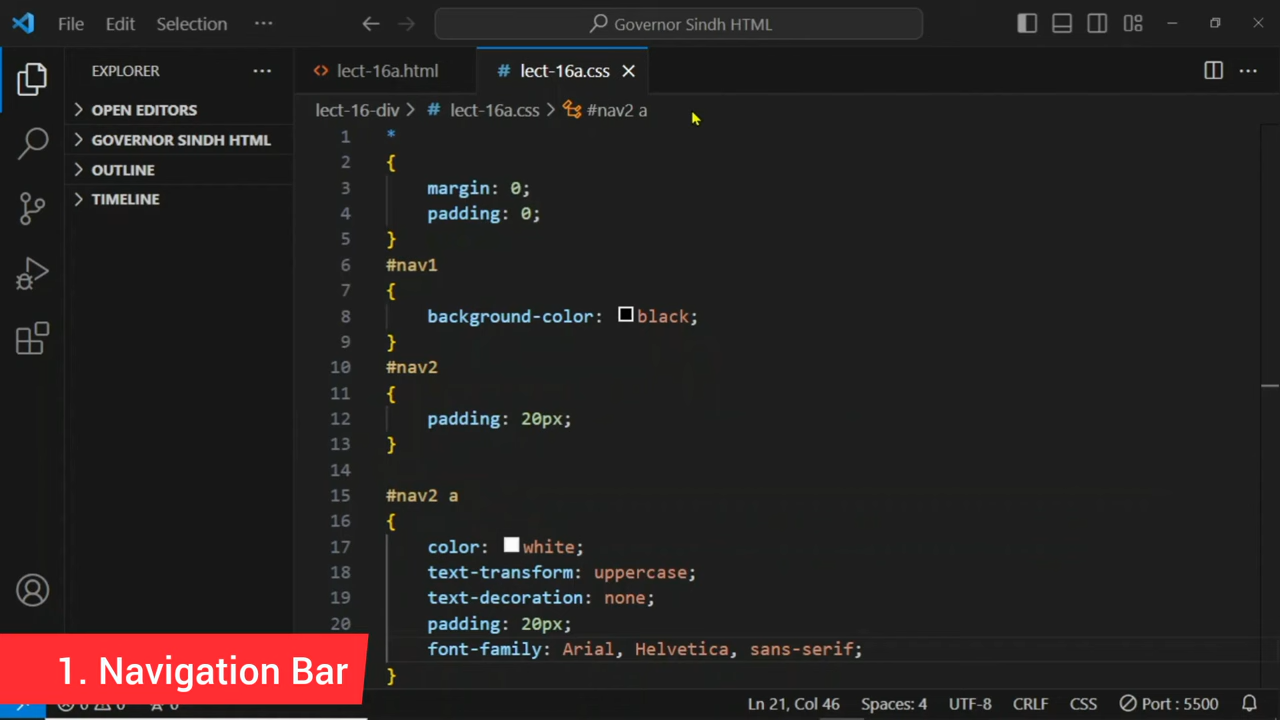 File Edit Selection ···
Governor Sindh HTML
EXPLORER ···
OPEN EDITORS
GOVERNOR SINDH HTML
OUTLINE
TIMELINE
<> lect-16a.html
# lect-16a.css
lect-16-div > # lect-16a.css > #nav2 a
1 *
2 {
3 margin: 0;
4 padding: 0;
5 }
6 #nav1
7 {
8 background-color: black;
9 }
10 #nav2
11 {
12 padding: 20px;
13 }
14
15 #nav2 a
16 {
17 color: white;
18 text-transform: uppercase;
19 text-decoration: none;
20 padding: 20px;
font-family: Arial, Helvetica, sans-serif;
}
1. Navigation Bar
Ln 21, Col 46 Spaces: 4 UTF-8 CRLF CSS Port : 5500